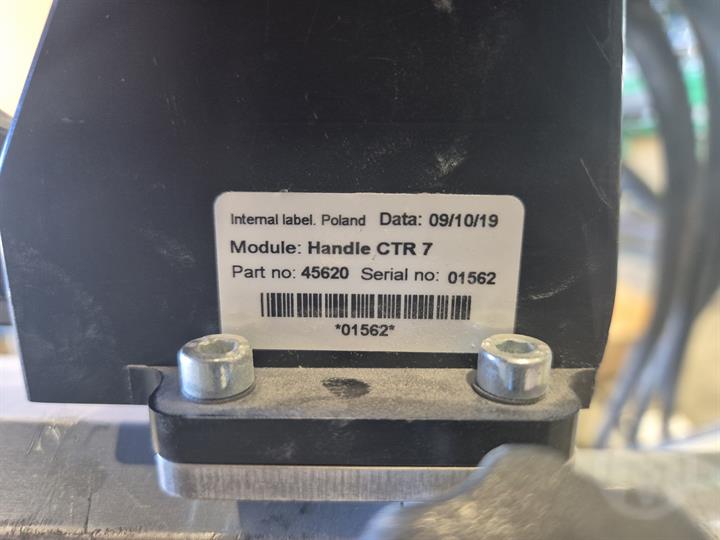 Internal label. Poland Data: 09/10/19
Module: Handle CTR 7
Part no: 45620 Serial no: 01562
*01562*